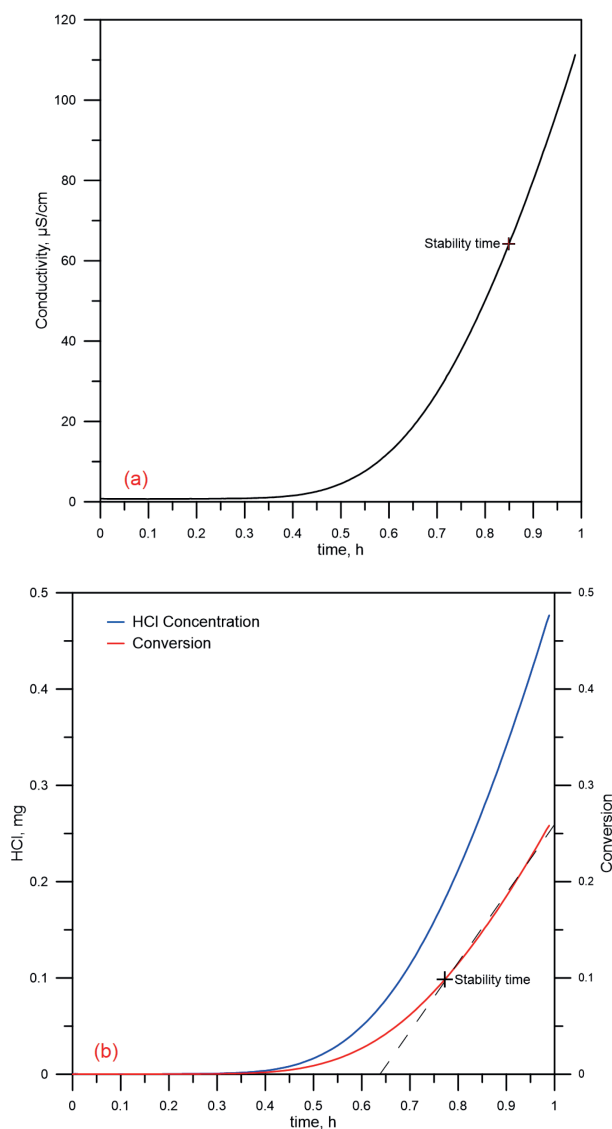 120
100
80
60
40
20
0
Conductivity, µS/cm
Stability time
(a)
0 0.1 0.2 0.3 0.4 0.5 0.6 0.7 0.8 0.9 1
time, h
0.5
0.4
0.3
0.2
0.1
0
HCl, mg
HCl Concentration
Conversion
Stability time
(b)
0.5
0.4
0.3
0.2
0.1
0
Conversion
0 0.1 0.2 0.3 0.4 0.5 0.6 0.7 0.8 0.9 1
time, h